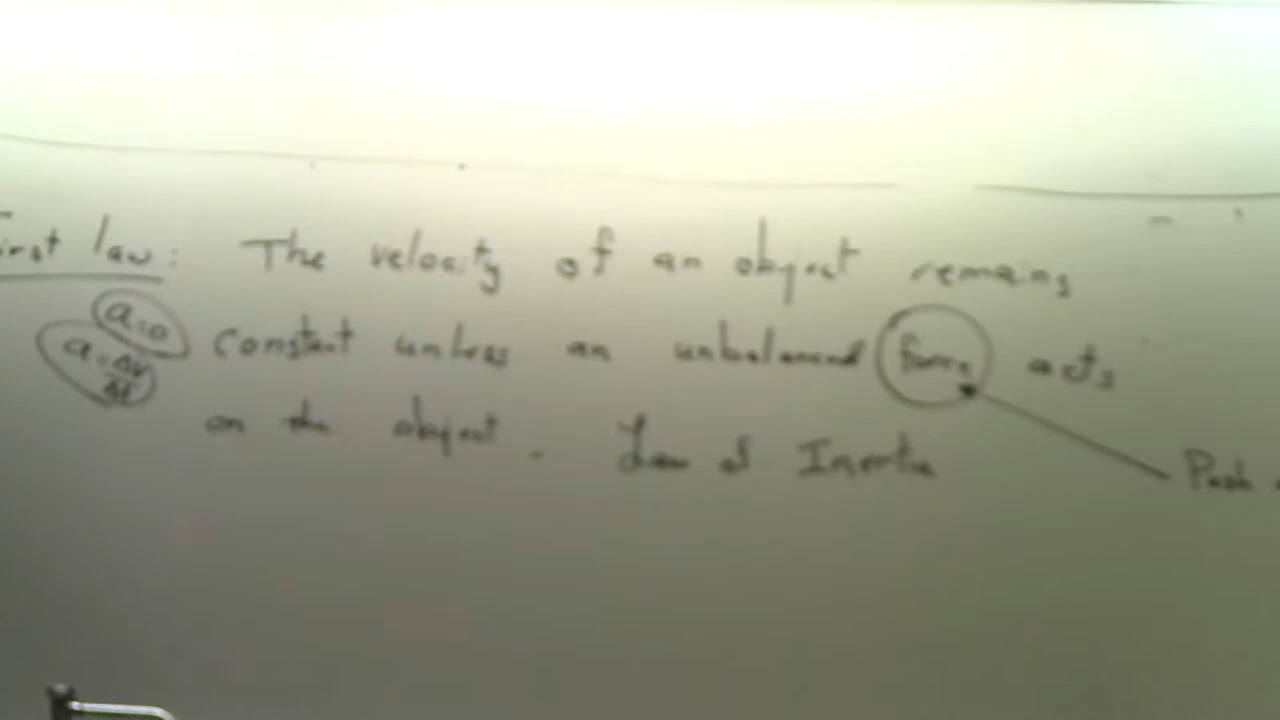 First law: The velocity of an object remains
a=0 constant unless an unbalanced force acts
a=Δv/Δt
on the object. Law of Inertia
Push